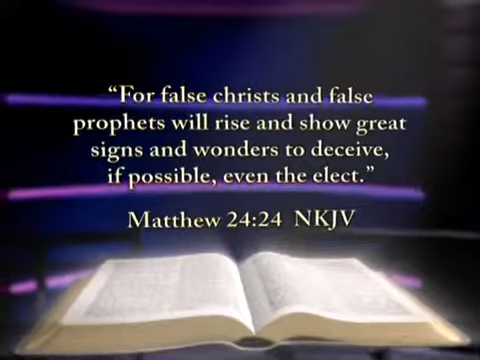 “For false christs and false
prophets will rise and show great
signs and wonders to deceive,
if possible, even the elect.”
Matthew 24:24 NKJV